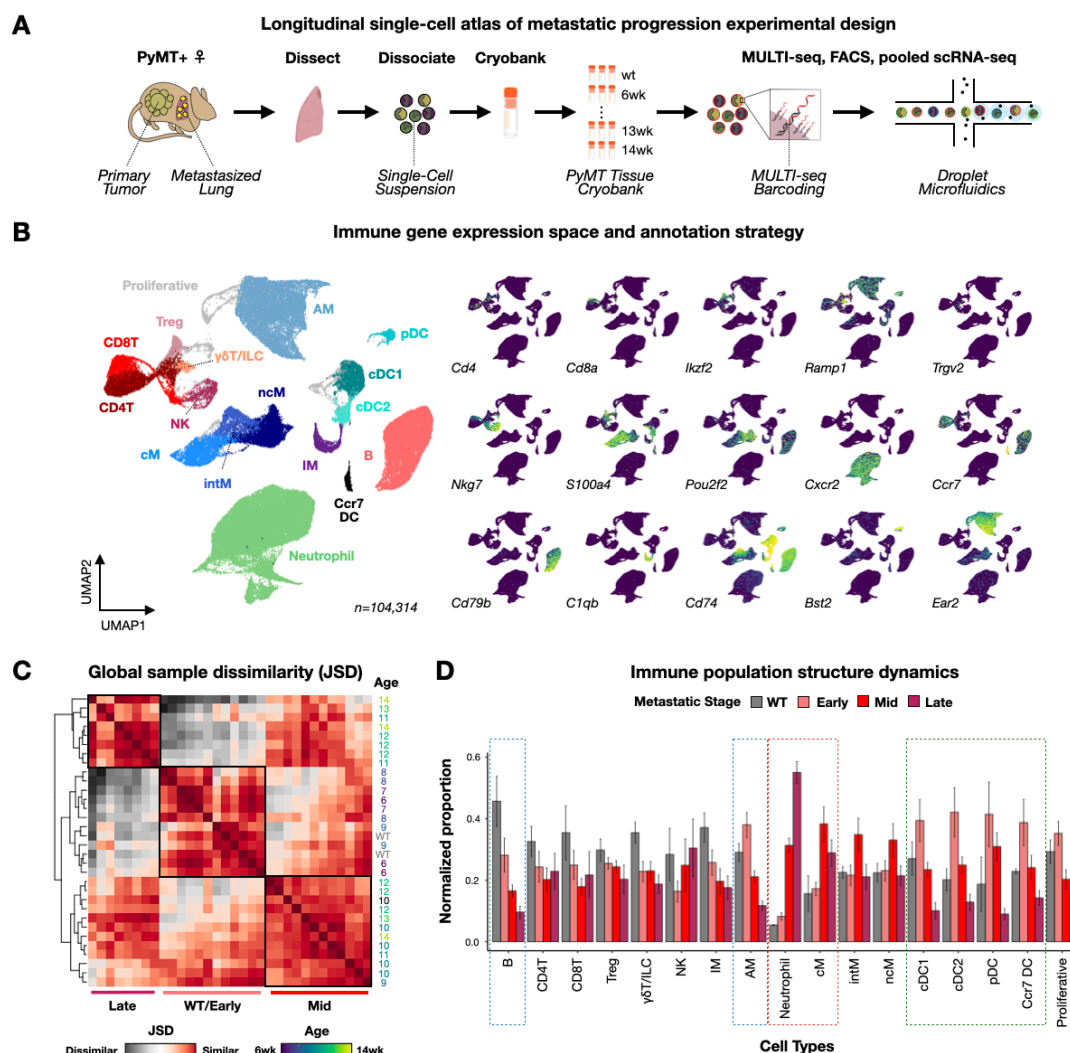 A
Longitudinal single-cell atlas of metastatic progression experimental design
PyMT+ ♀
Dissect
Dissociate
Cryobank
MULTI-seq, FACS, pooled scRNA-seq
wt
6wk
13wk
14wk
Primary
Tumor
Metastasized
Lung
Single-Cell
Suspension
PyMT Tissue
Cryobank
MULTI-seq
Barcoding
Droplet
Microfluidics
B
Immune gene expression space and annotation strategy
Proliferative
AM
Treg
pDC
CD8T
γδT/ILC
cDC1
CD4T
ncM
cDC2
NK
B
cM
IM
intM
Ccr7
DC
Neutrophil
UMAP2
UMAP1
n=104,314
Cd4
Cd8a
Ikzf2
Ramp1
Trgv2
Nkg7
S100a4
Pou2f2
Cxcr2
Ccr7
Cd79b
C1qb
Cd74
Bst2
Ear2
C
Global sample dissimilarity (JSD)
Age
14
13
11
14
12
12
12
11
8
8
7
6
7
8
9
WT
9
WT
6
6
12
12
10
12
13
10
14
11
10
10
9
Late
WT/Early
Mid
JSD
Dissimilar
Similar
Age
6wk
14wk
D
Immune population structure dynamics
Metastatic Stage
WT
Early
Mid
Late
Normalized proportion
0.6
0.4
0.2
0.0
B
CD4T
CD8T
Treg
γδT/ILC
NK
IM
AM
Neutrophil
cM
intM
ncM
cDC1
cDC2
pDC
Ccr7 DC
Proliferative
Cell Types